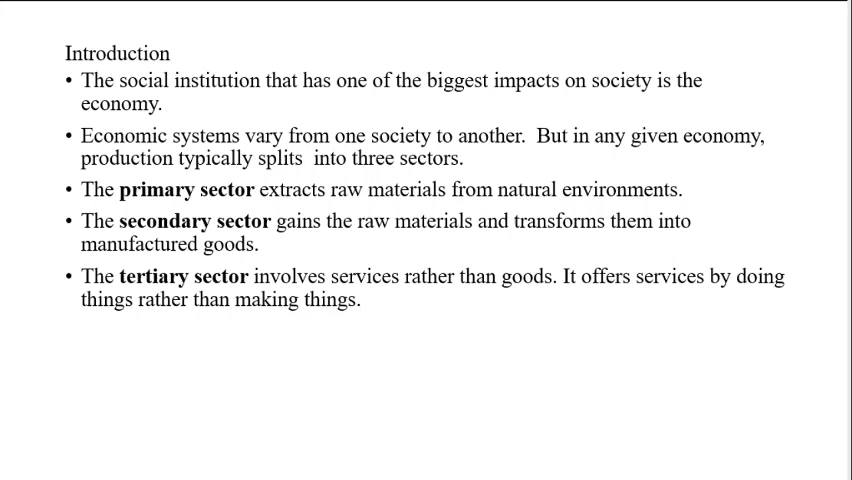 Introduction
• The social institution that has one of the biggest impacts on society is the
economy.
• Economic systems vary from one society to another.  But in any given economy,
production typically splits  into three sectors.
• The primary sector extracts raw materials from natural environments.
• The secondary sector gains the raw materials and transforms them into
manufactured goods.
• The tertiary sector involves services rather than goods. It offers services by doing
things rather than making things.